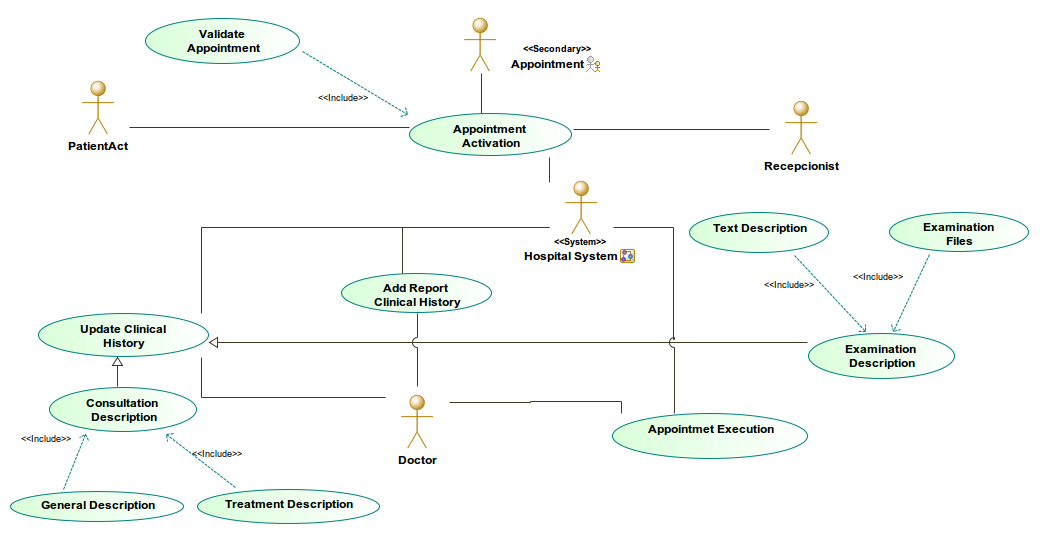 Validate
Appointment
<<Secondary>>
Appointment
<<Include>>
PatientAct
Appointment
Activation
Recepcionist
<<System>>
Hospital System
Text Description
Examination
Files
<<Include>>
<<Include>>
Add Report
Clinical History
Update Clinical
History
Examination
Description
Consultation
Description
Doctor
Appointmet Execution
<<Include>>
<<Include>>
General Description
Treatment Description